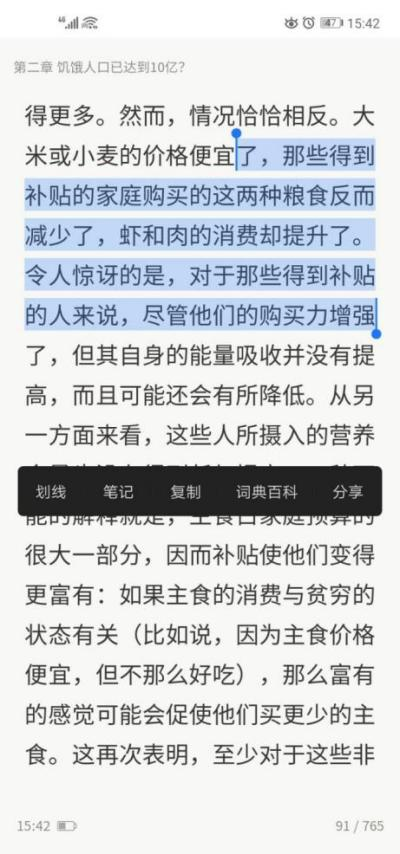 46 47 15:42
第二章 饥饿人口已达到10亿?
得更多。然而，情况恰恰相反。大
米或小麦的价格便宜了，那些得到
补贴的家庭购买的这两种粮食反而
减少了，虾和肉的消费却提升了。
令人惊讶的是，对于那些得到补贴
的人来说，尽管他们的购买力增强
了，但其自身的能量吸收并没有提
高，而且可能还会有所降低。从另
一方面来看，这些人所摄入的营养
划线 笔记 复制 词典百科 分享
能的解释就是，主食占家庭预算的
很大一部分，因而补贴使他们变得
更富有：如果主食的消费与贫穷的
状态有关（比如说，因为主食价格
便宜，但不那么好吃），那么富有
的感觉可能会促使他们买更少的主
食。这再次表明，至少对于这些非
15:42 91 / 765